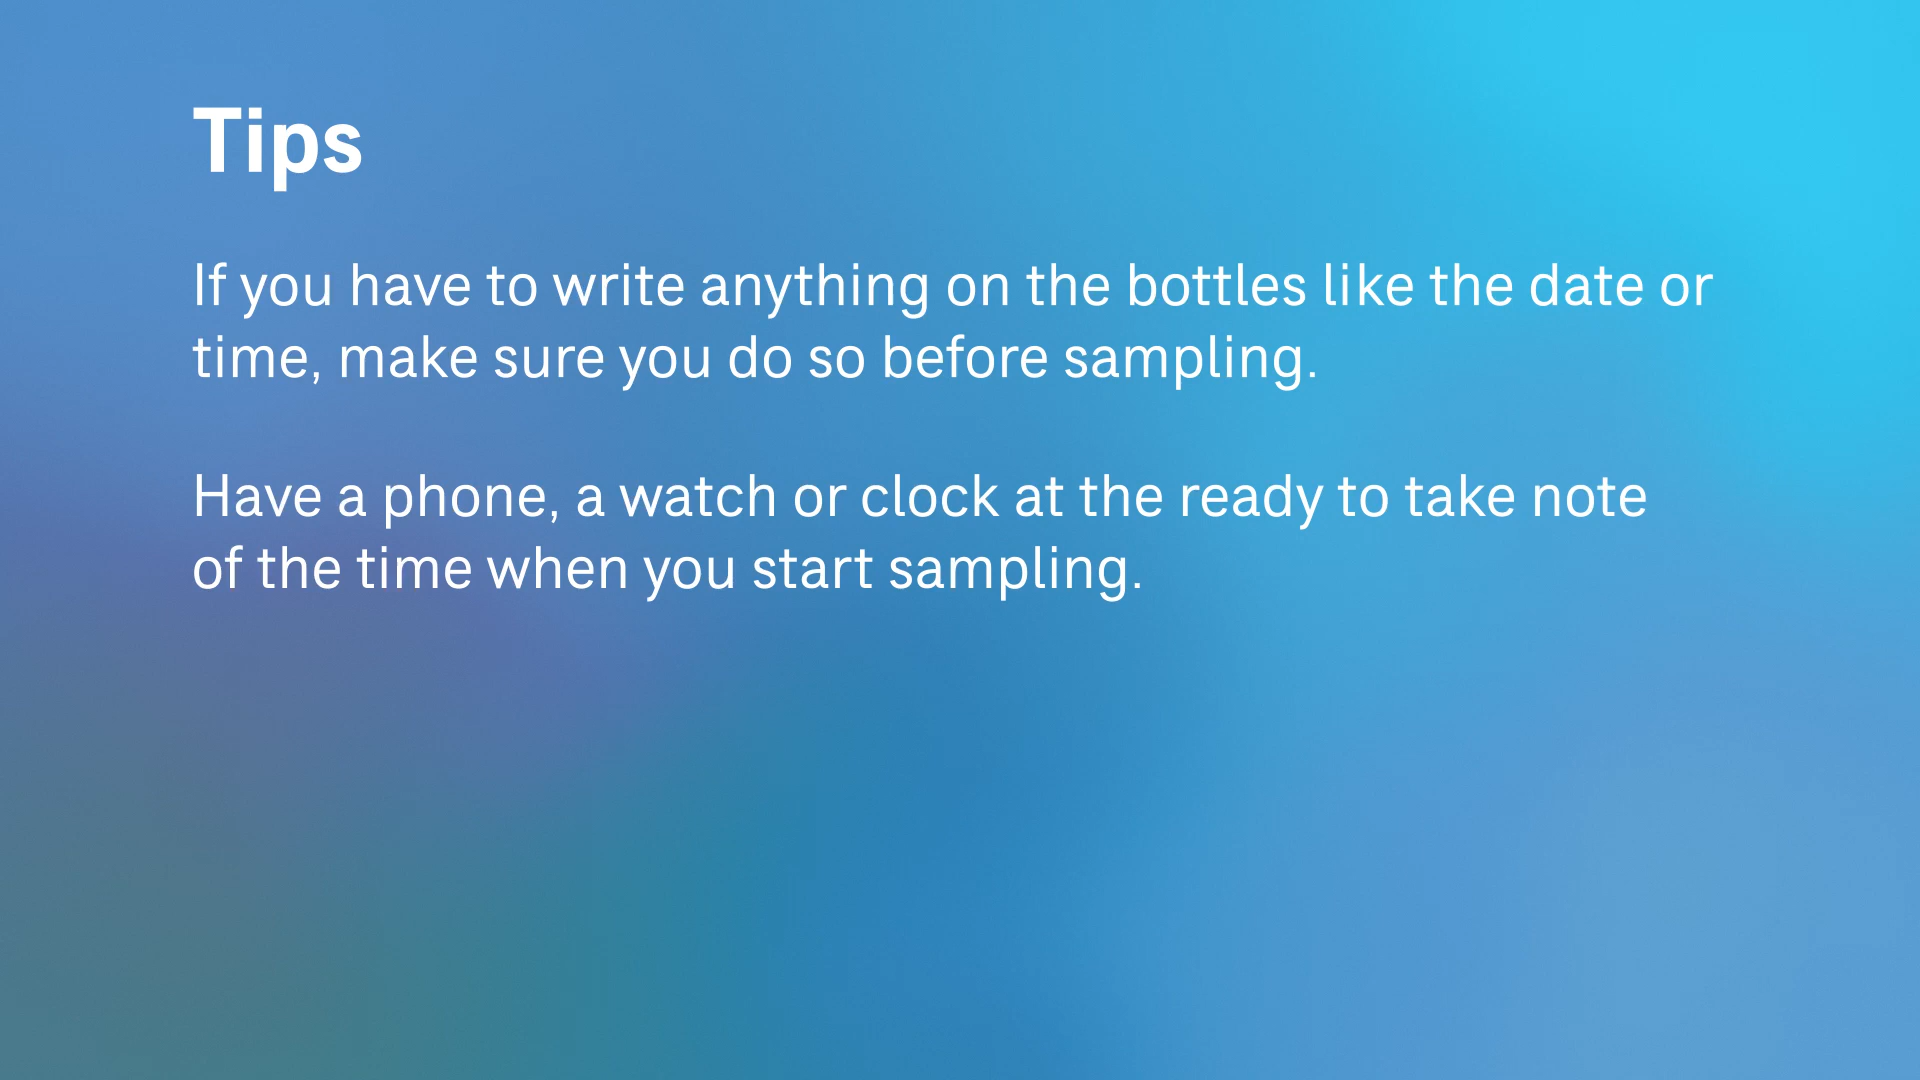 Tips
If you have to write anything on the bottles like the date or
time, make sure you do so before sampling.
Have a phone, a watch or clock at the ready to take note
of the time when you start sampling.